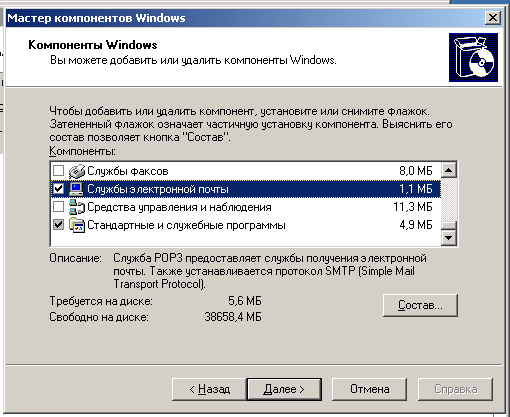 Мастер компонентов Windows
Компоненты Windows
Вы можете добавить или удалить компоненты Windows.
Чтобы добавить или удалить компонент, установите или снимите флажок.
Затененный флажок означает частичную установку компонента. Выяснить его
состав позволяет кнопка "Состав".
Компоненты:
Службы факсов 8,0 МБ
Службы электронной почты 1,1 МБ
Средства управления и наблюдения 11,3 МБ
Стандартные и служебные программы 4,9 МБ
Описание: Служба POP3 предоставляет службы получения электронной
почты. Также устанавливается протокол SMTP (Simple Mail
Transport Protocol).
Требуется на диске: 5,6 МБ
Свободно на диске: 38658,4 МБ
Состав...
< Назад Далее > Отмена Справка